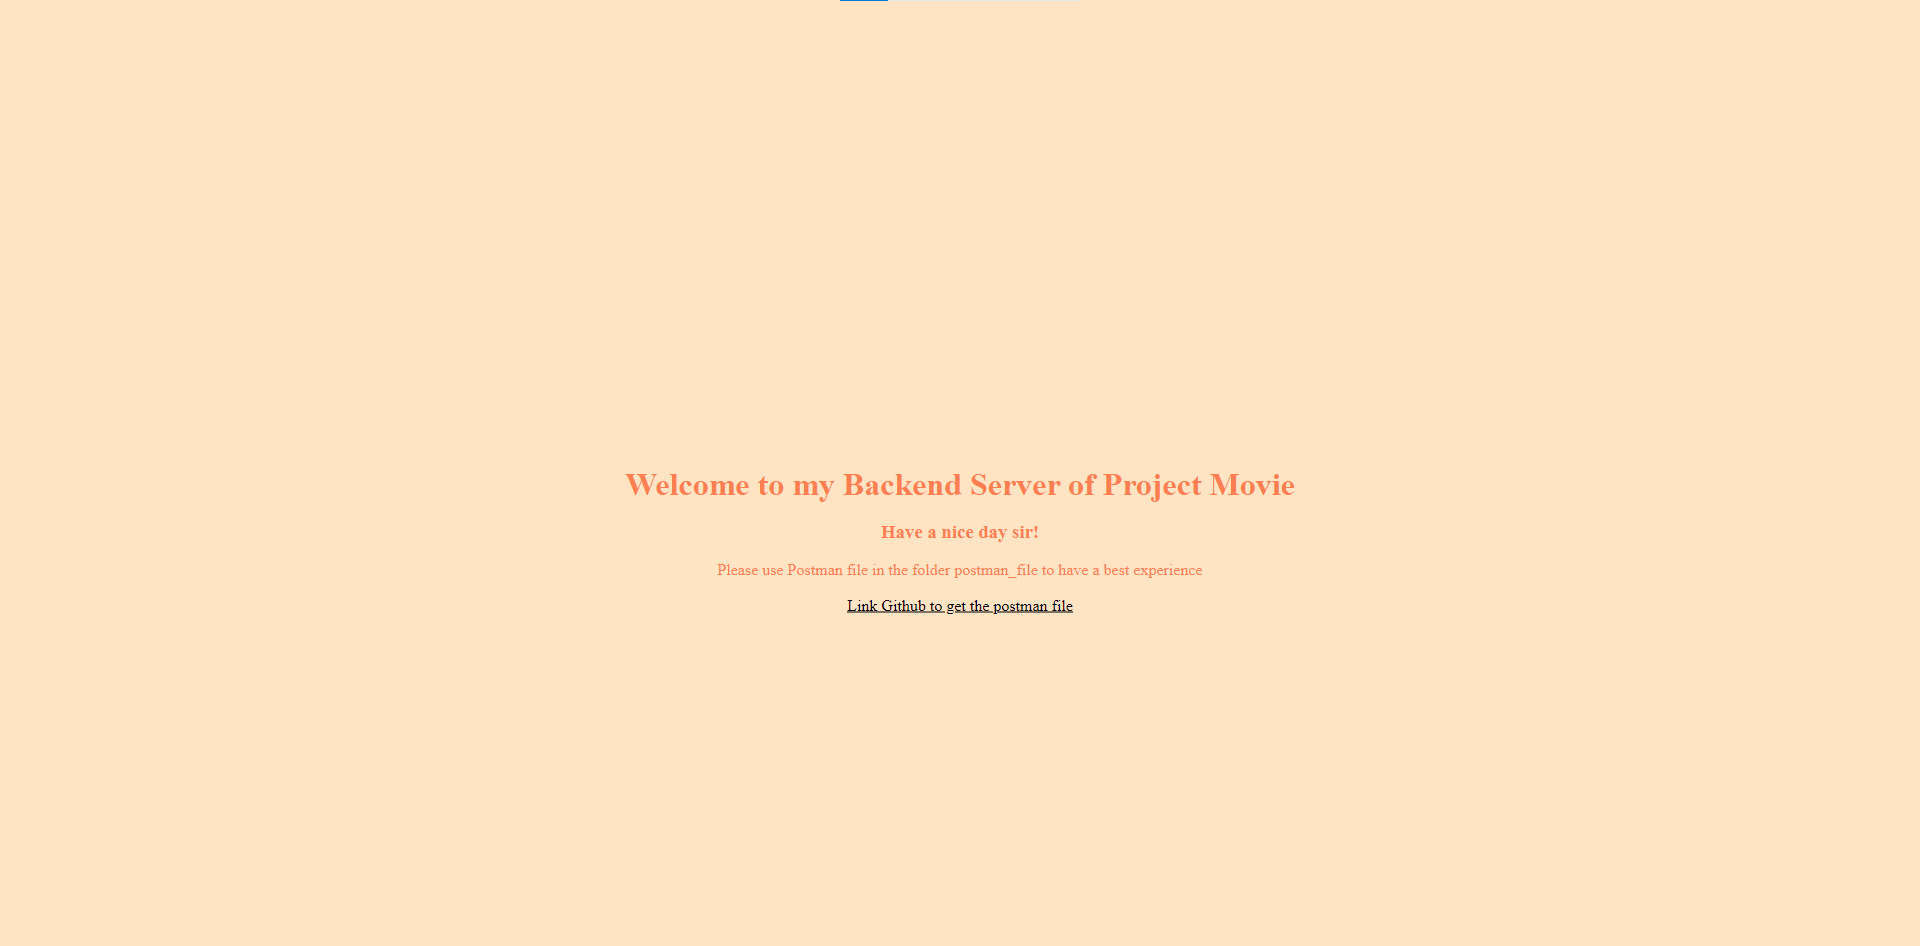 Welcome to my Backend Server of Project Movie
Have a nice day sir!
Please use Postman file in the folder postman_file to have a best experience
Link Github to get the postman file